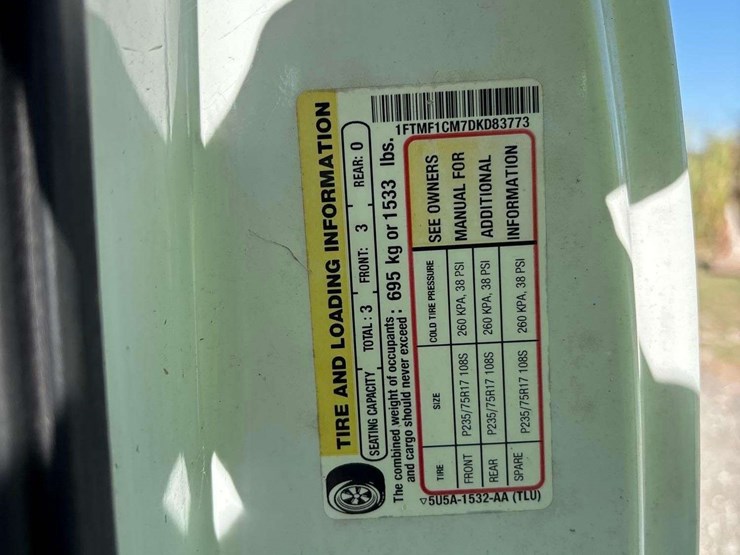 TIRE AND LOADING INFORMATION
SEATING CAPACITY TOTAL: 3 FRONT: 3 REAR: 0
The combined weight of occupants
and cargo should never exceed : 695 kg or 1533 lbs.
TIRE SIZE COLD TIRE PRESSURE
FRONT P235/75R17 108S 260 KPA, 38 PSI
REAR P235/75R17 108S 260 KPA, 38 PSI
SPARE P235/75R17 108S 260 KPA, 38 PSI
SEE OWNERS
MANUAL FOR
ADDITIONAL
INFORMATION
5U5A-1532-AA (TLU)
1FTMF1CM7DKD83773